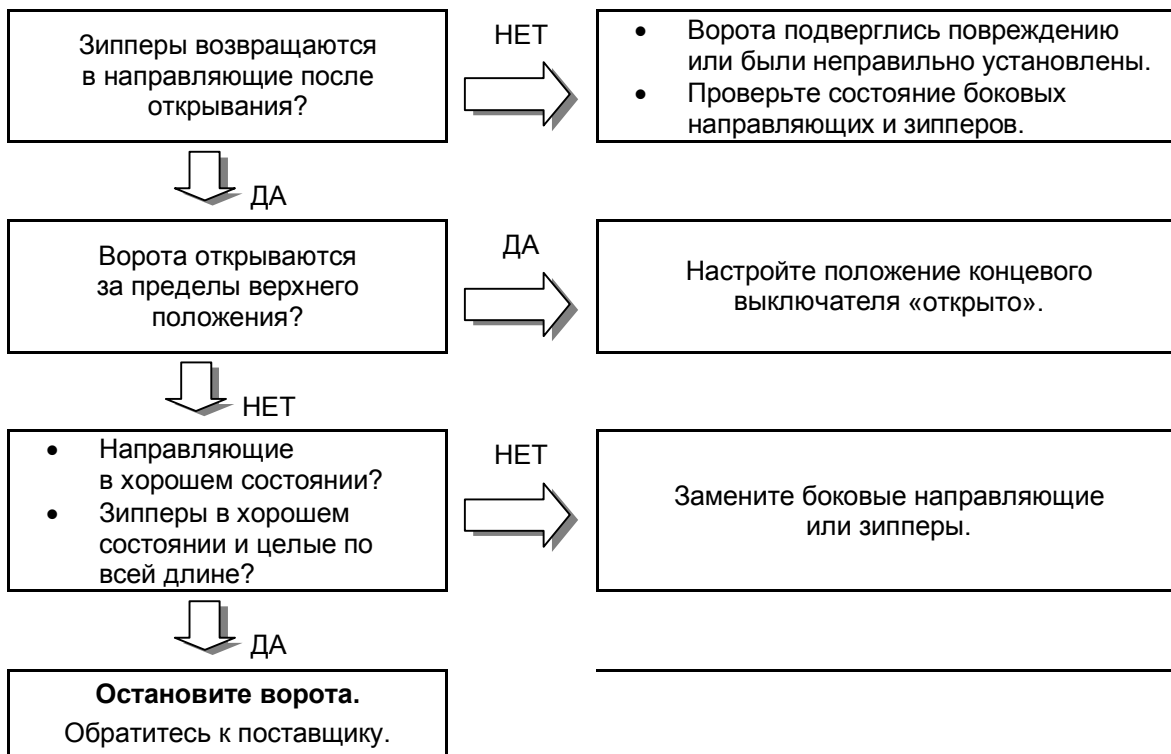 Зипперы возвращаются
в направляющие после
открывания?
НЕТ
• Ворота подверглись повреждению
или были неправильно установлены.
• Проверьте состояние боковых
направляющих и зипперов.
ДА
Ворота открываются
за пределы верхнего
положения?
ДА
Настройте положение концевого
выключателя «открыто».
НЕТ
• Направляющие
в хорошем состоянии?
• Зипперы в хорошем
состоянии и целые по
всей длине?
НЕТ
Замените боковые направляющие
или зипперы.
ДА
Остановите ворота.
Обратитесь к поставщику.